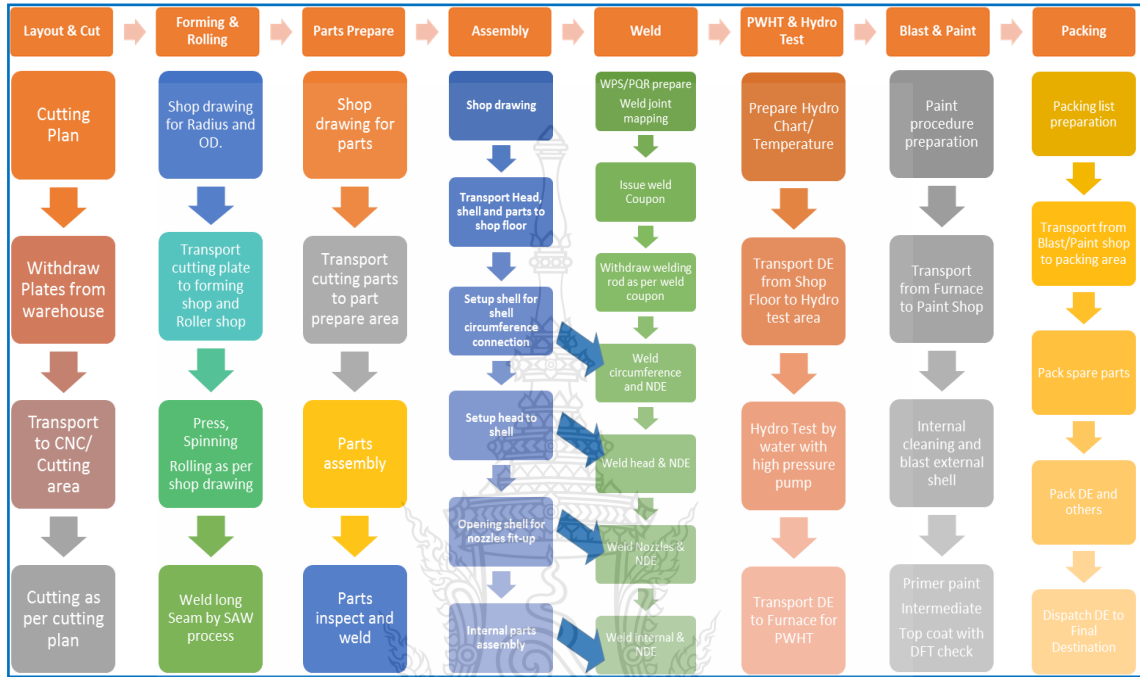 Layout & Cut
Forming &
Rolling
Parts Prepare
Assembly
Weld
PWHT & Hydro
Test
Blast & Paint
Packing
Cutting
Plan
Withdraw
Plates from
warehouse
Transport
to CNC/
Cutting
area
Cutting as
per cutting
plan
Shop drawing
for Radius and
OD.
Transport
cutting plate
to forming
shop and
Roller shop
Press,
Spinning
Rolling as per
shop drawing
Weld long
Seam by SAW
process
Shop
drawing for
parts
Transport
cutting parts
to part
prepare area
Parts
assembly
Parts
inspect and
weld
Shop drawing
Transport Head,
shell and parts to
shop floor
Setup shell for
shell circumference
connection
Setup head to
shell
Opening shell for
nozzles fit-up
Internal parts
assembly
WPS/PQR prepare
Weld joint
mapping
Issue weld
Coupon
Withdraw welding
rod as per weld
coupon
Weld
circumference
and NDE
Weld head & NDE
Weld Nozzles &
NDE
Weld internal &
NDE
Prepare Hydro
Chart/
Temperature
Transport DE
from Shop
Floor to Hydro
test area
Hydro Test by
water with
high pressure
pump
Transport DE
to Furnace for
PWHT
Paint
procedure
preparation
Transport
from Furnace
to Paint Shop
Internal
cleaning and
blast external
shell
Primer paint
Intermediate
Top coat with
DFT check
Packing list
preparation
Transport from
Blast/Paint shop
to packing area
Pack spare parts
Pack DE and
others
Dispatch DE to
Final
Destination